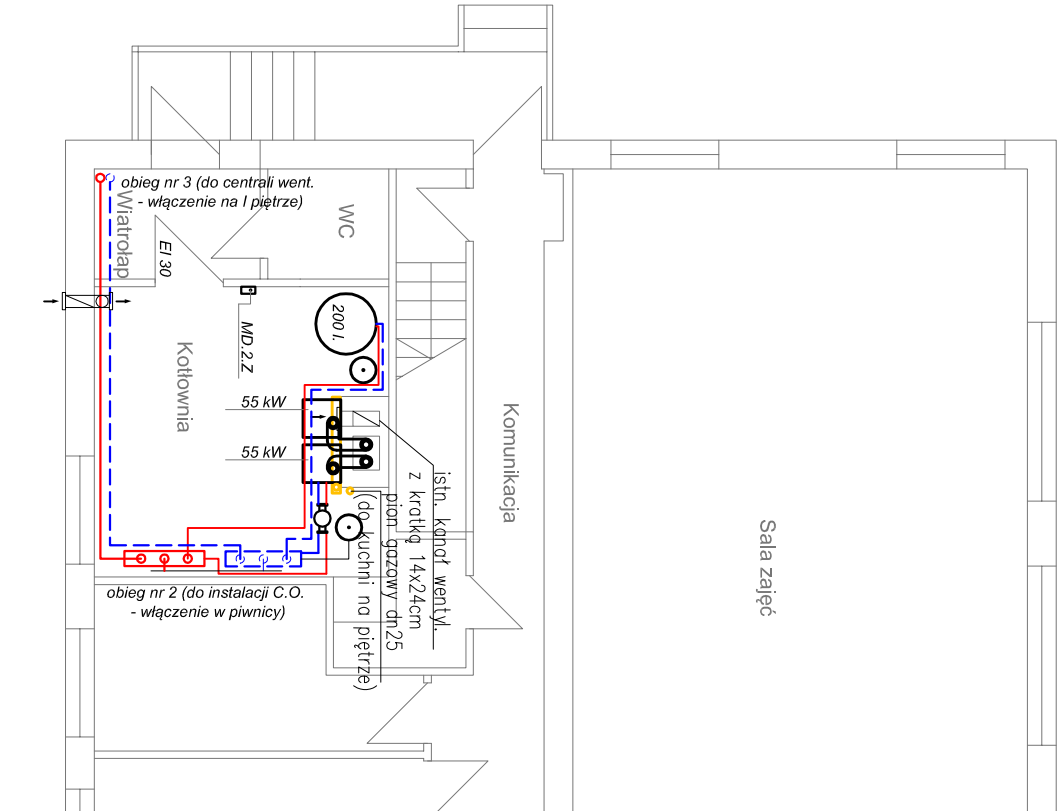 obieg nr 3 (do centrali went.
- włączenie na I piętrze)
Wiatrołap
WC
EI 30
MD.2.Z
200 l.
Kotłownia
55 kW
55 kW
Komunikacja
istn. kanał wentyl.
z kratką 14x24cm
pion gazowy dn25
(do kuchni na piętrze)
Sala zajęć
obieg nr 2 (do instalacji C.O.
- włączenie w piwnicy)